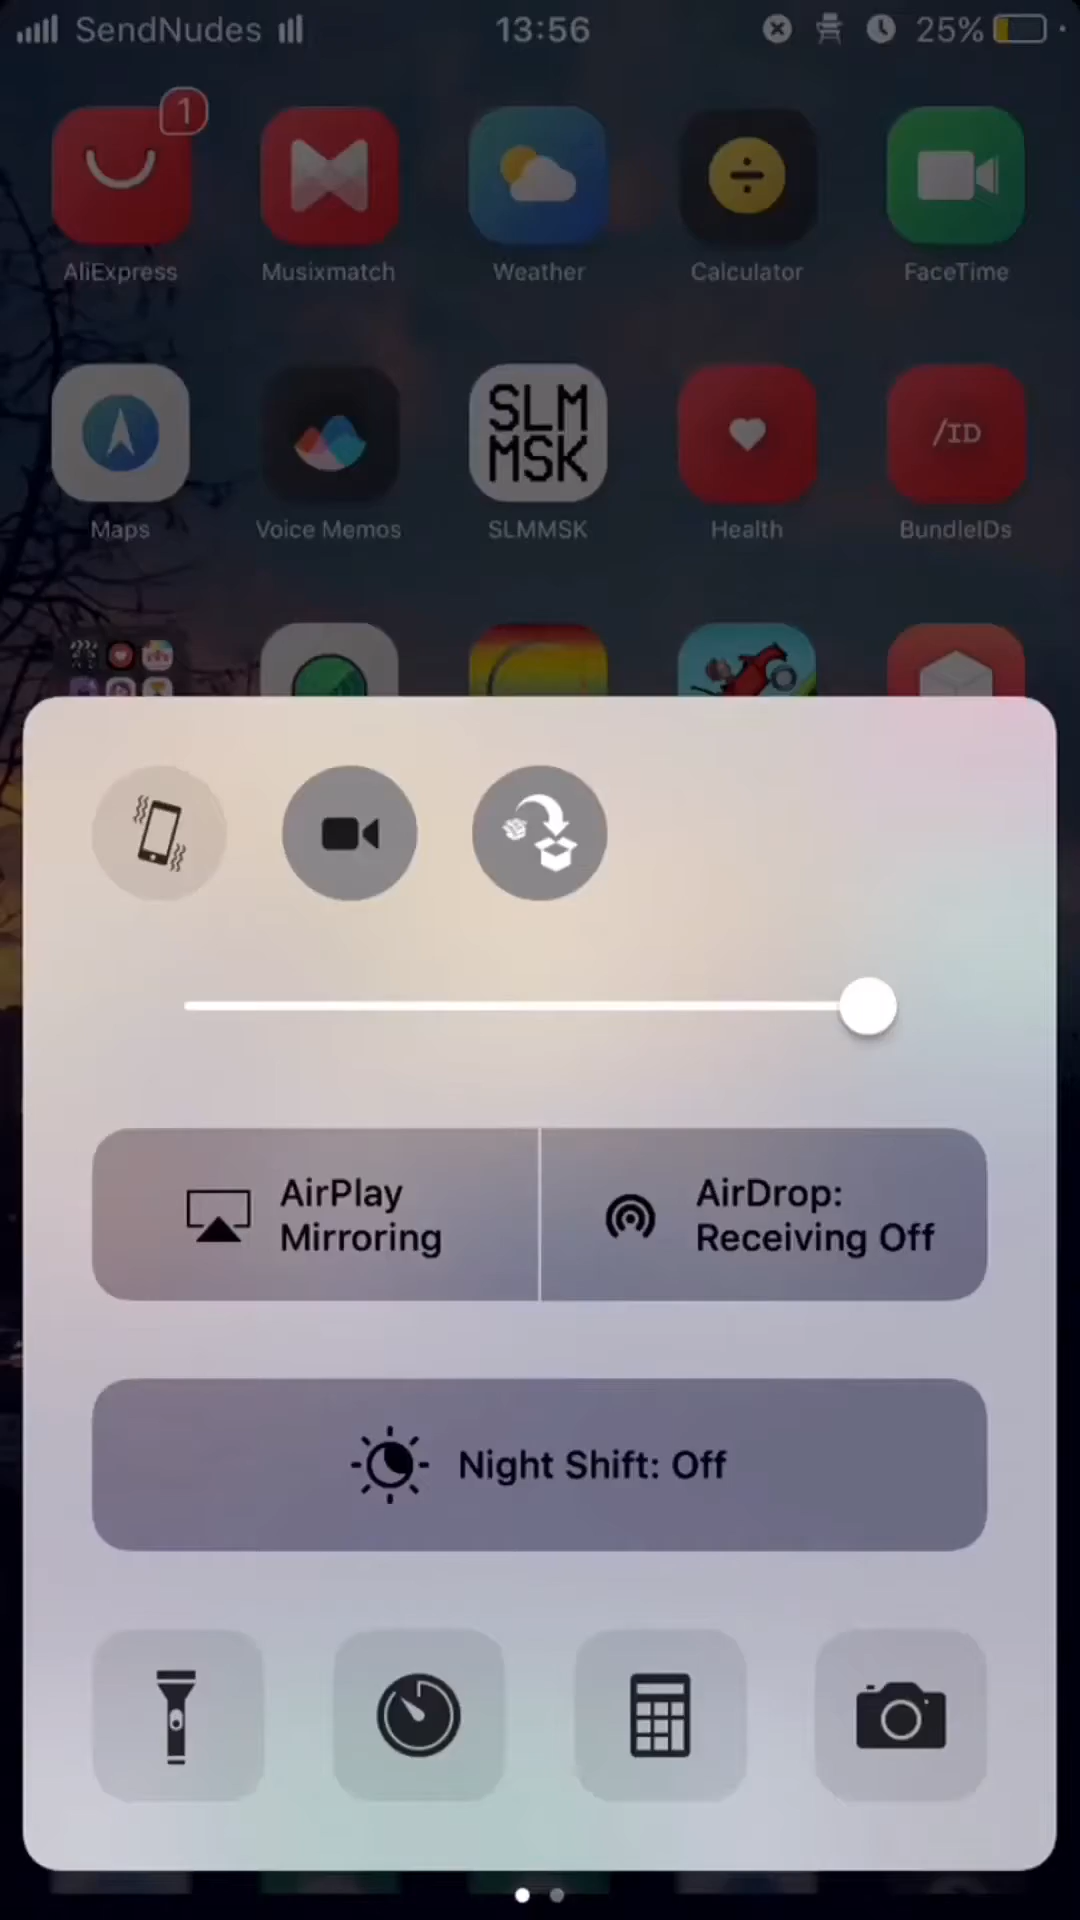 SendNudes
13:56
25%
1
AliExpress
Musixmatch
Weather
Calculator
FaceTime
SLM
MSK
/ID
Maps
Voice Memos
SLMMSK
Health
BundleIDs
AirPlay
Mirroring
AirDrop:
Receiving Off
Night Shift: Off